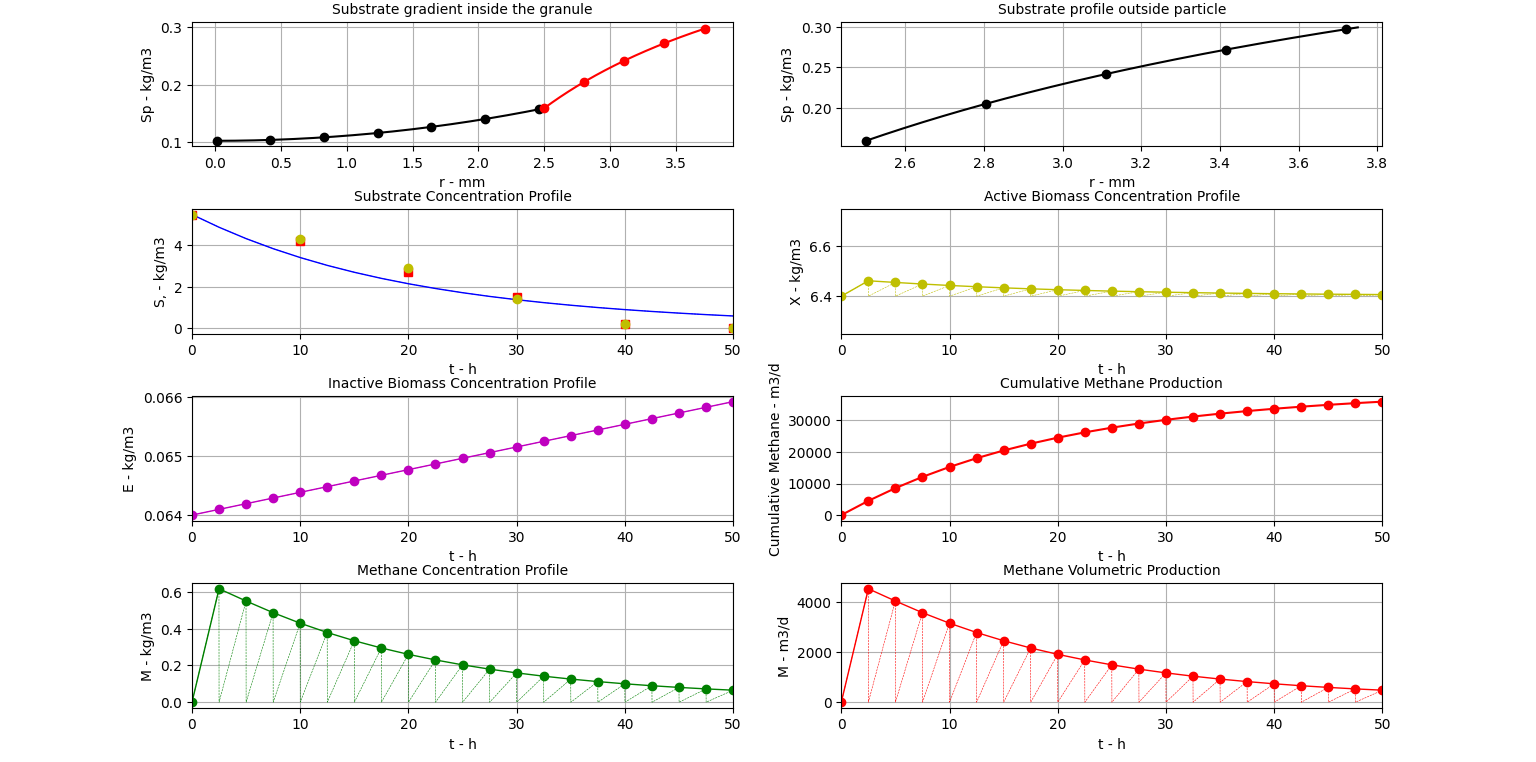 Substrate gradient inside the granule
Sp - kg/m3
0.3
0.2
0.1
0.0 0.5 1.0 1.5 2.0 2.5 3.0 3.5
r - mm
Substrate profile outside particle
Sp - kg/m3
0.30
0.25
0.20
2.6 2.8 3.0 3.2 3.4 3.6 3.8
r - mm
Substrate Concentration Profile
S, - kg/m3
4
2
0
0 10 20 30 40 50
t - h
Active Biomass Concentration Profile
X - kg/m3
6.6
6.4
0 10 20 30 40 50
t - h
Inactive Biomass Concentration Profile
E - kg/m3
0.066
0.065
0.064
0 10 20 30 40 50
t - h
Cumulative Methane Production
Cumulative Methane - m3/d
30000
20000
10000
0
0 10 20 30 40 50
t - h
Methane Concentration Profile
M - kg/m3
0.6
0.4
0.2
0.0
0 10 20 30 40 50
t - h
Methane Volumetric Production
M - m3/d
4000
2000
0
0 10 20 30 40 50
t - h